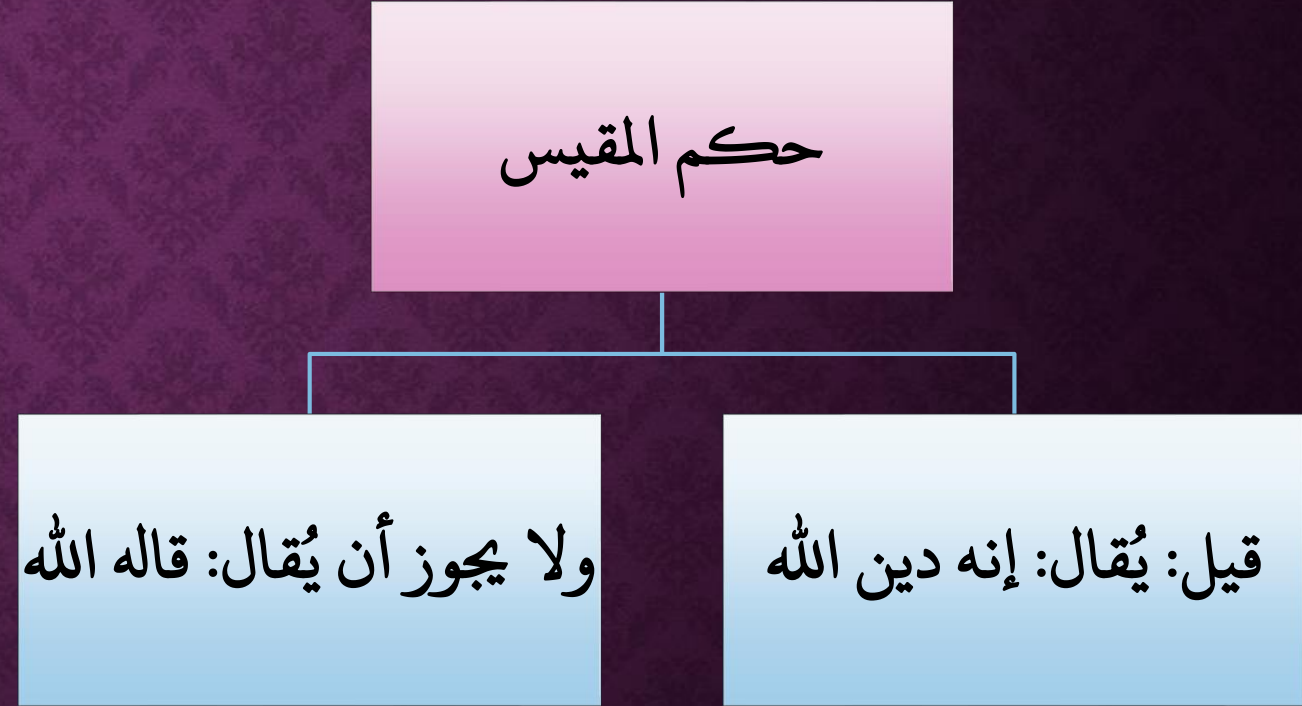 حكم المقيس
قيل: يُقال: إنه دين الله
ولا يجوز أن يُقال: قاله الله